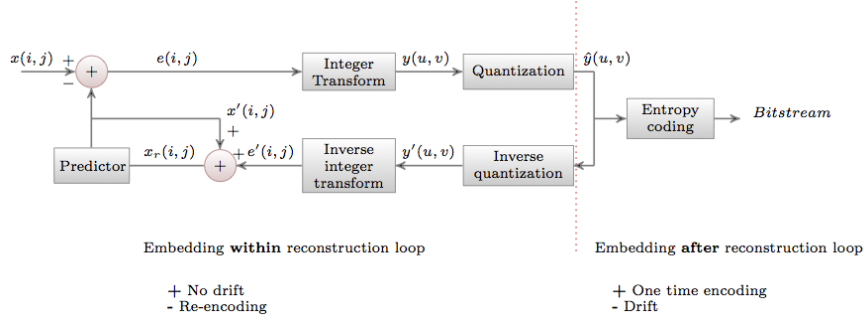 x(i, j)
+
−
+
e(i, j)
Integer
Transform
y(u, v)
Quantization
ŷ(u, v)
Entropy
coding
Bitstream
x′(i, j)
+
Predictor
x_r(i, j)
+
+
e′(i, j)
Inverse
integer
transform
y′(u, v)
Inverse
quantization
Embedding within reconstruction loop
+ No drift
- Re-encoding
Embedding after reconstruction loop
+ One time encoding
- Drift